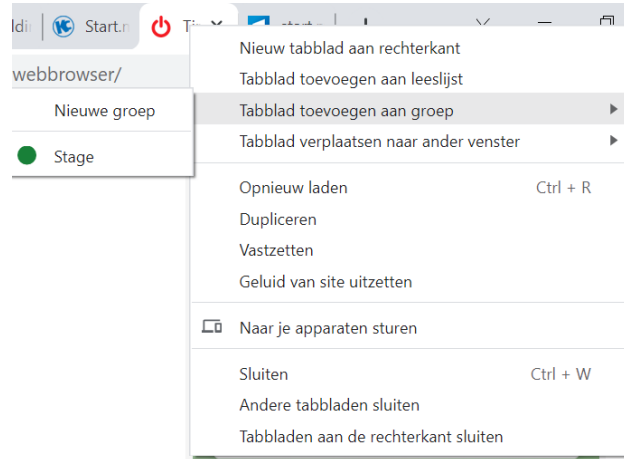 Start.n
webbrowser/
Nieuwe groep
Stage
Nieuw tabblad aan rechterkant
Tabblad toevoegen aan leeslijst
Tabblad toevoegen aan groep
Tabblad verplaatsen naar ander venster
Opnieuw laden Ctrl + R
Dupliceren
Vastzetten
Geluid van site uitzetten
Naar je apparaten sturen
Sluiten Ctrl + W
Andere tabbladen sluiten
Tabbladen aan de rechterkant sluiten